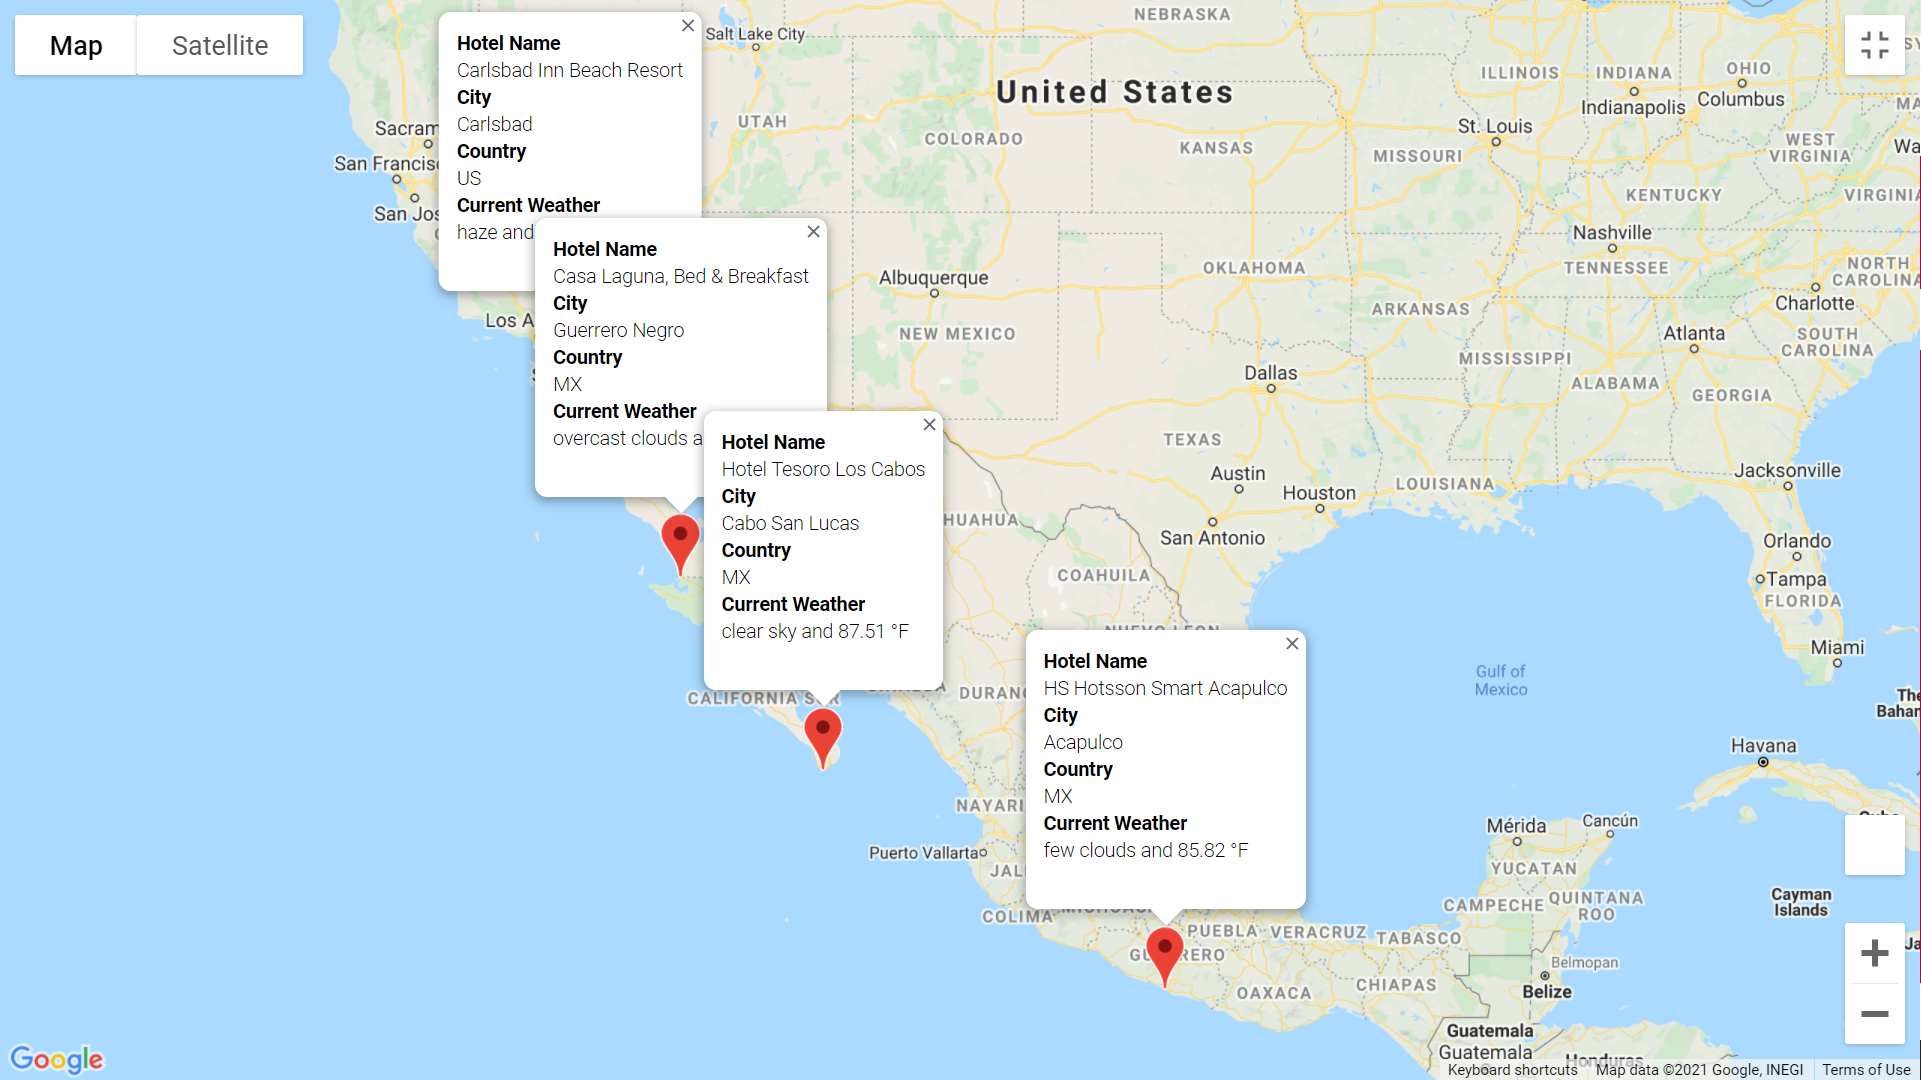 Map
Satellite
Hotel Name
Carlsbad Inn Beach Resort
City
Carlsbad
Country
US
Current Weather
haze and
Hotel Name
Casa Laguna, Bed & Breakfast
City
Guerrero Negro
Country
MX
Current Weather
overcast clouds
Hotel Name
Hotel Tesoro Los Cabos
City
Cabo San Lucas
Country
MX
Current Weather
clear sky and 87.51 °F
Hotel Name
HS Hotsson Smart Acapulco
City
Acapulco
Country
MX
Current Weather
few clouds and 85.82 °F
NEBRASKA
Salt Lake City
United States
ILLINOIS
INDIANA
OHIO
Indianapolis
Columbus
UTAH
COLORADO
KANSAS
St. Louis
MISSOURI
WEST
VIRGINIA
KENTUCKY
VIRGINIA
Sacram
San Francisc
San Jos
Nashville
TENNESSEE
NORTH
CAROLINA
Charlotte
Albuquerque
OKLAHOMA
ARKANSAS
NEW MEXICO
Los A
Atlanta
SOUTH
CAROLINA
MISSISSIPPI
ALABAMA
GEORGIA
Dallas
TEXAS
Austin
Houston
LOUISIANA
Jacksonville
San Antonio
HUAHUA
COAHUILA
NUEVO LEON
Orlando
Tampa
FLORIDA
Miami
Gulf of
Mexico
CALIFORNIA S R
DURANG
The
Baham
Havana
NAYARI
Puerto Vallarta
JAL
COLIMA
Mérida
Cancún
YUCATAN
CAMPECHE
QUINTANA
ROO
Cayman
Islands
PUEBLA
VERACRUZ
TABASCO
GU RERO
OAXACA
CHIAPAS
Belmopan
Belize
Guatemala
Guatemala
Honduras
Google
Keyboard shortcuts
Map data ©2021 Google, INEGI
Terms of Use